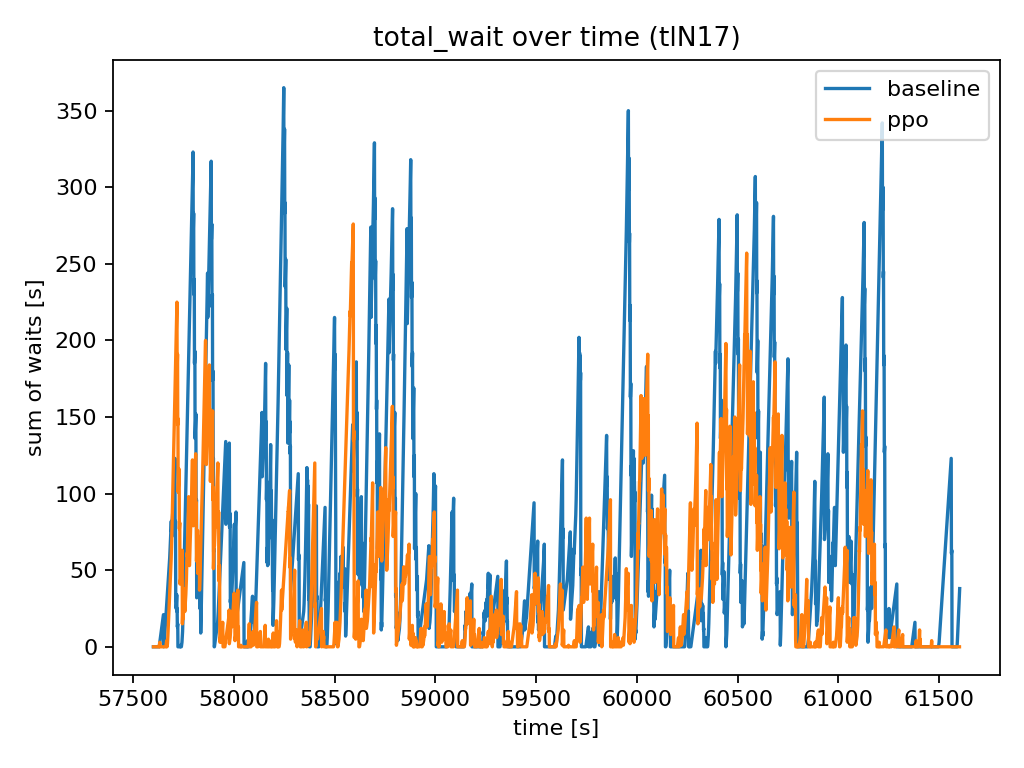 total_wait over time (tlN17)
baseline
ppo
sum of waits [s]
350
300
250
200
150
100
50
0
57500 58000 58500 59000 59500 60000 60500 61000 61500
time [s]